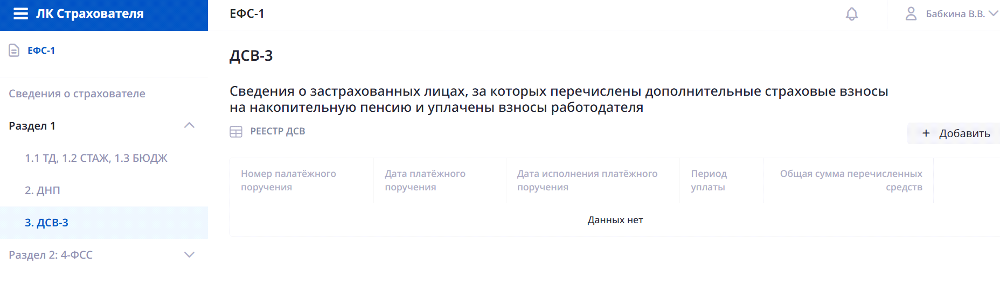 ЛК Страхователя
ЕФС-1
Бабкина В.В.
ЕФС-1
Сведения о страхователе
Раздел 1
1.1 ТД, 1.2 СТАЖ, 1.3 БЮДЖ
2. ДНП
3. ДСВ-3
Раздел 2: 4-ФСС
ДСВ-3
Сведения о застрахованных лицах, за которых перечислены дополнительные страховые взносы
на накопительную пенсию и уплачены взносы работодателя
РЕЕСТР ДСВ
+ Добавить
Номер палатёжного
поручения
Дата платёжного
поручения
Дата исполнения платёжного
поручения
Период
уплаты
Общая сумма перечисленных
средств
Данных нет